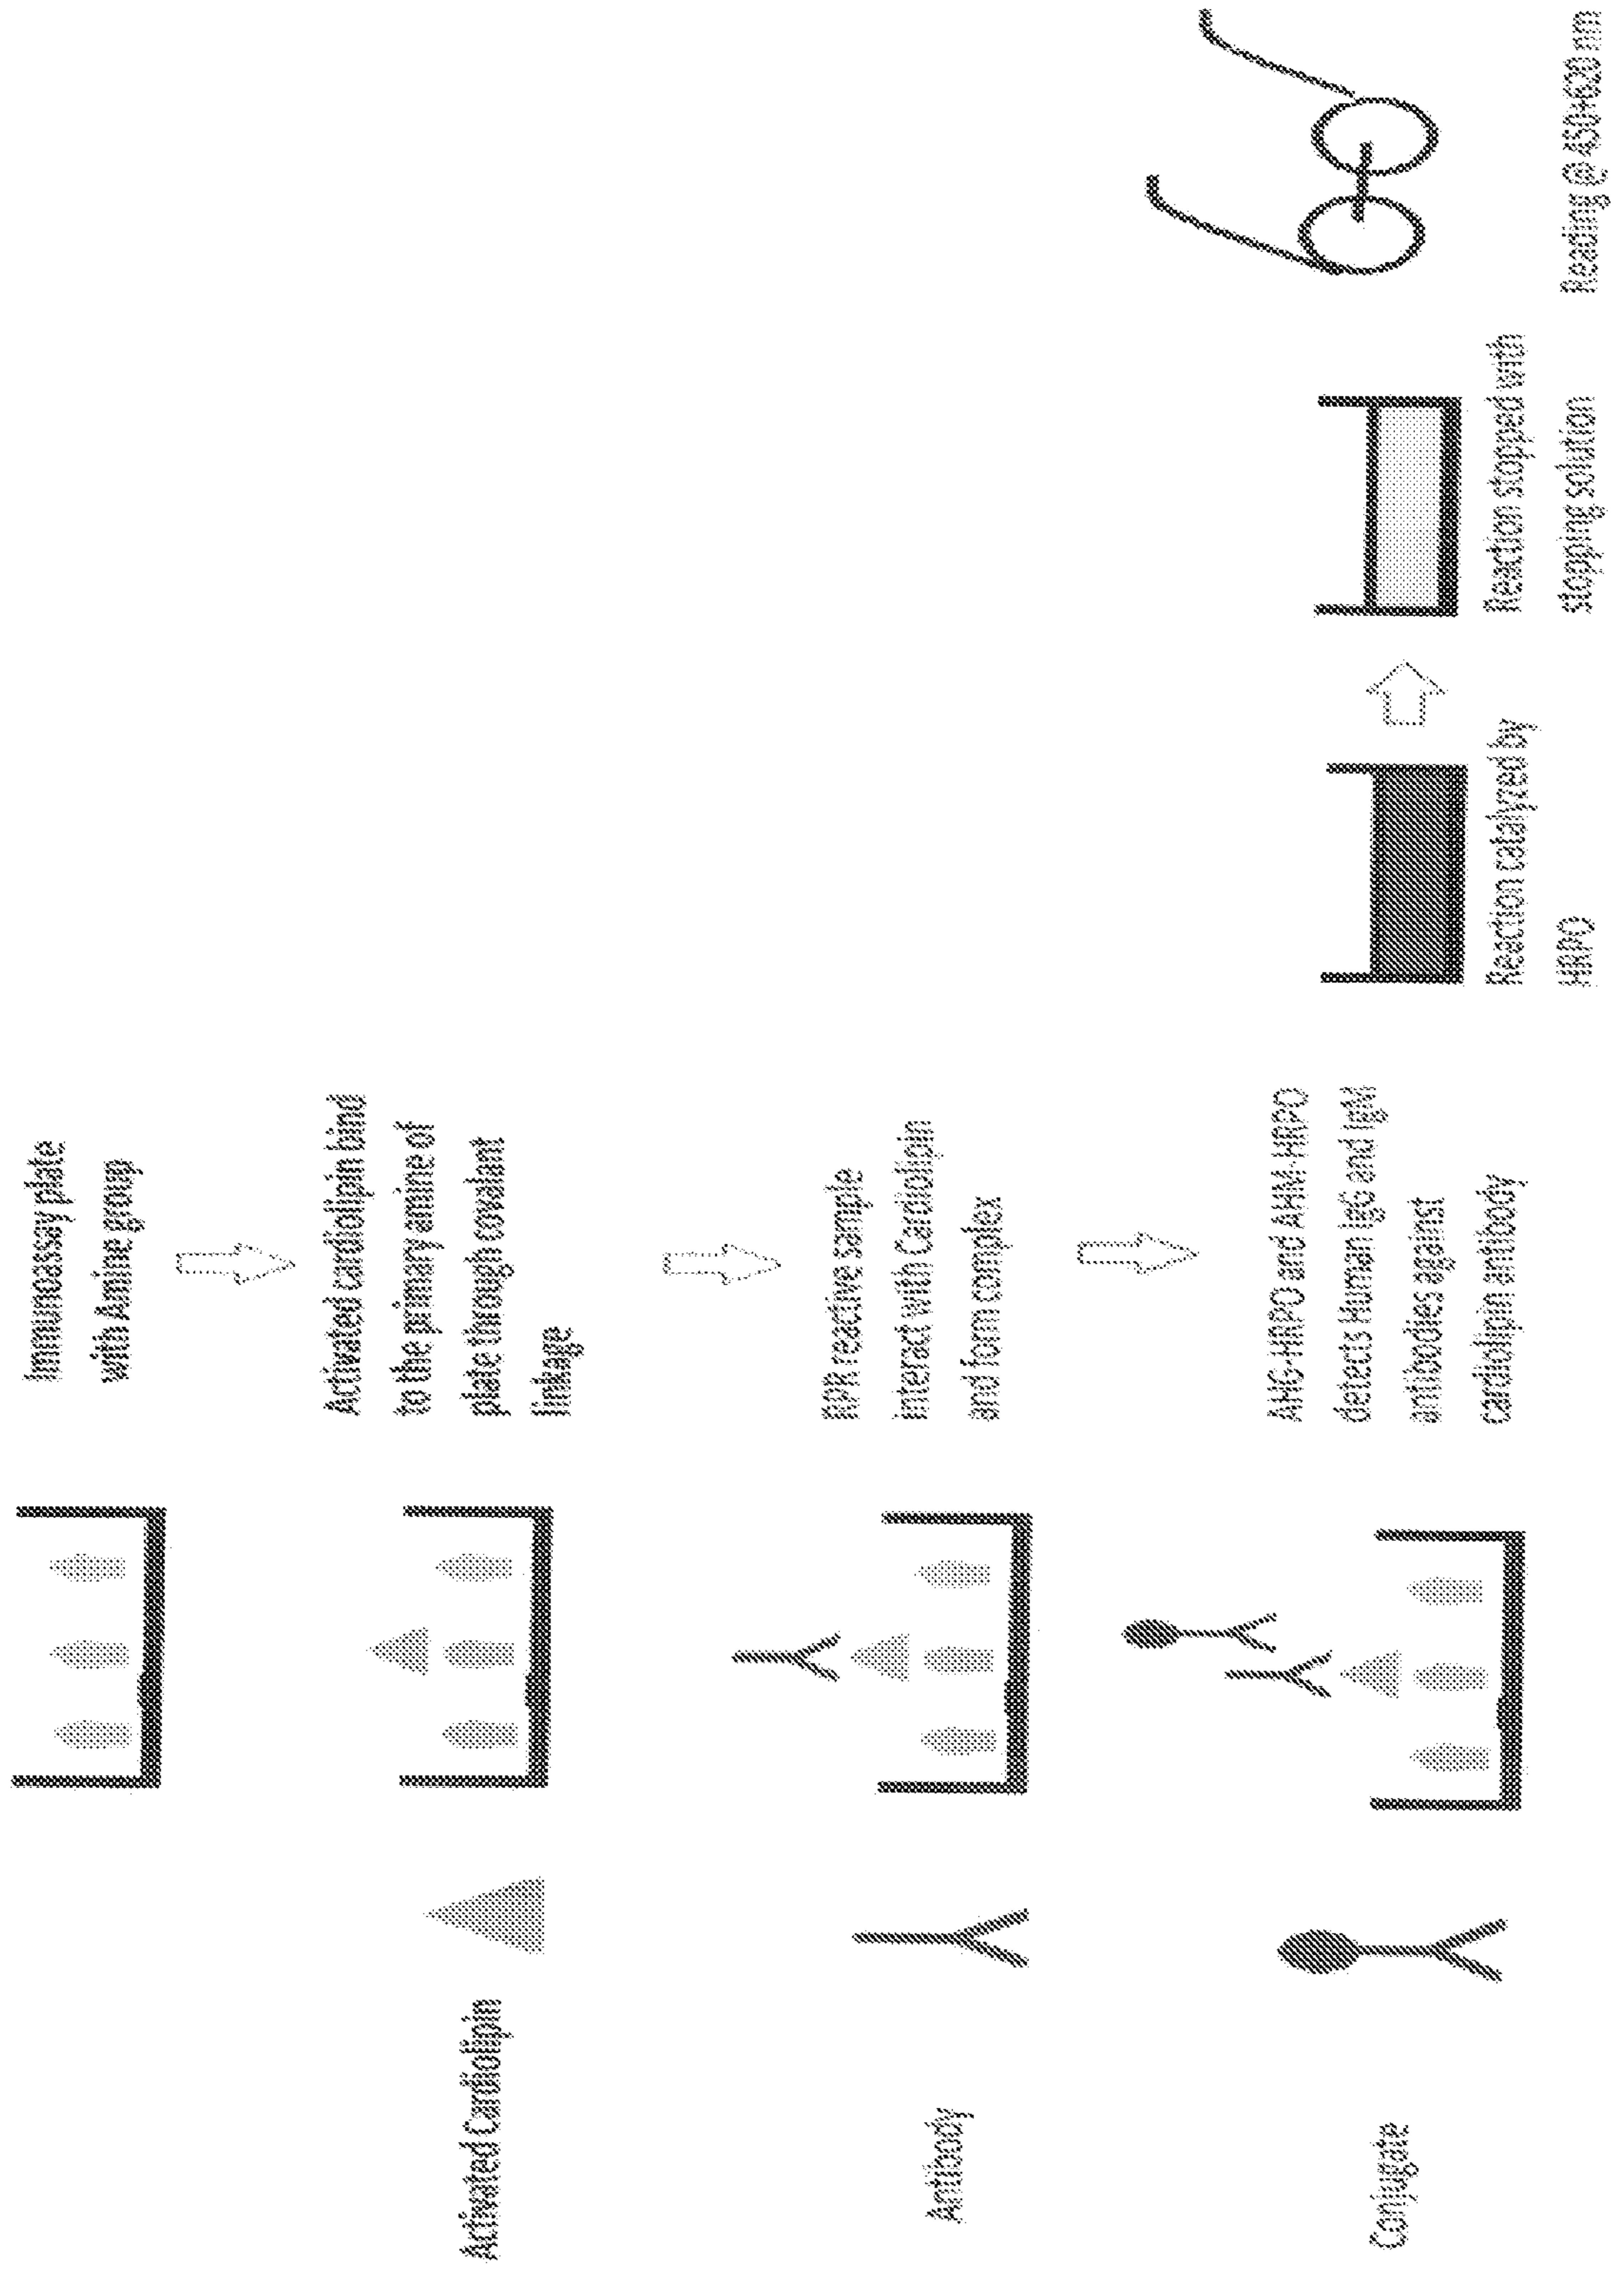 Immunoassay plate
with Amine group
Activated Cardiolipin
Activated cardiolipin bind
to the primary amine of
plate through covalant
linkage
Antibody
RPR reactive sample
interact with Cardiolipin
and form complex
Conjugate
AHG-HRPO and AHM-HRPO
detects Human IgG and IgM
antibodies against
cardiolipin antibody
Reaction catalyzed by
HRPO
Reaction stopped with
stopping solution
Reading @ 450+620 nm